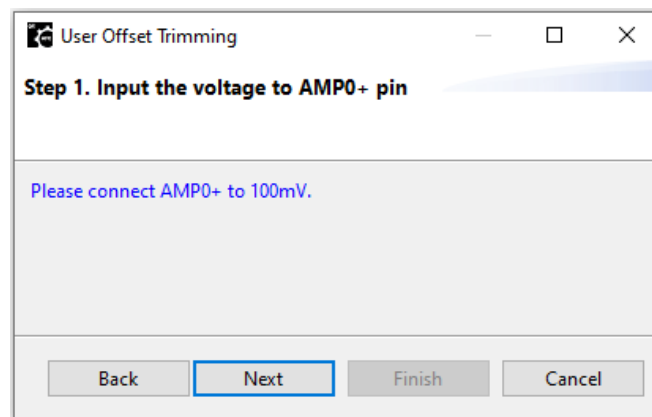 User Offset Trimming
Step 1. Input the voltage to AMP0+ pin
Please connect AMP0+ to 100mV.
Back Next Finish Cancel